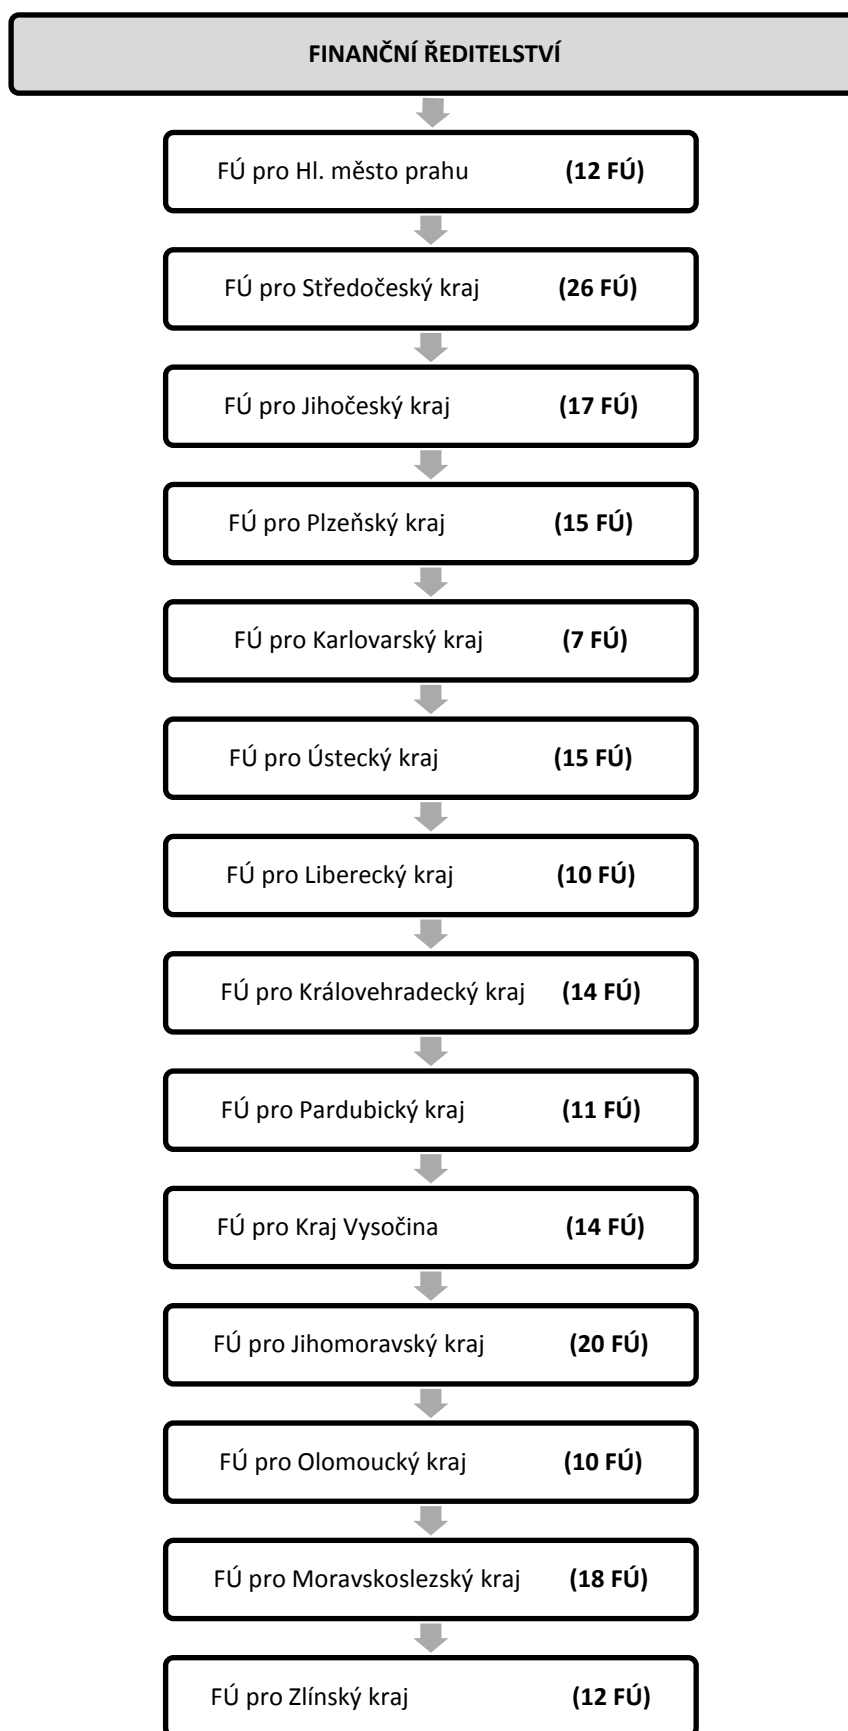 FINANČNÍ ŘEDITELSTVÍ
FÚ pro Hl. město prahu (12 FÚ)
FÚ pro Středočeský kraj (26 FÚ)
FÚ pro Jihočeský kraj (17 FÚ)
FÚ pro Plzeňský kraj (15 FÚ)
FÚ pro Karlovarský kraj (7 FÚ)
FÚ pro Ústecký kraj (15 FÚ)
FÚ pro Liberecký kraj (10 FÚ)
FÚ pro Královehradecký kraj (14 FÚ)
FÚ pro Pardubický kraj (11 FÚ)
FÚ pro Kraj Vysočina (14 FÚ)
FÚ pro Jihomoravský kraj (20 FÚ)
FÚ pro Olomoucký kraj (10 FÚ)
FÚ pro Moravskoslezský kraj (18 FÚ)
FÚ pro Zlínský kraj (12 FÚ)